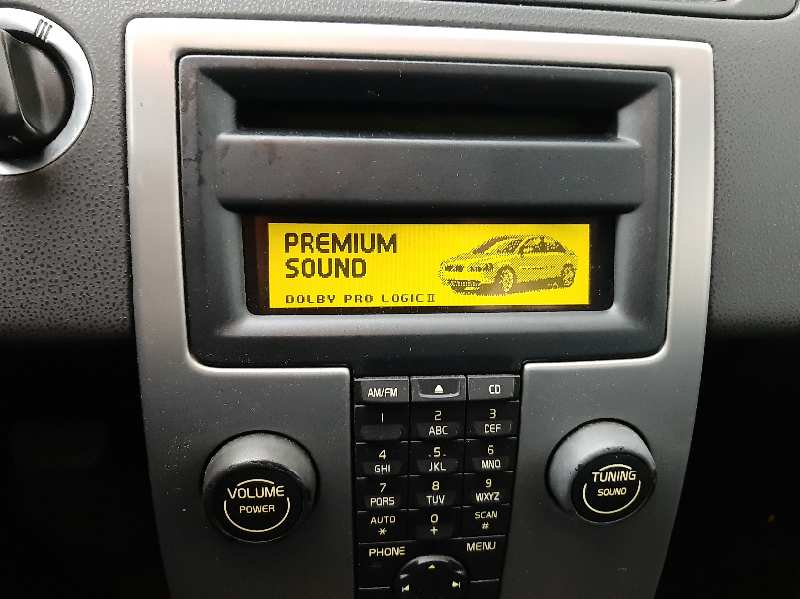 PREMIUM
SOUND
DOLBY PRO LOGIC II
AM/FM
CD
1
2
ABC
3
DEF
4
GHI
.5.
JKL
6
MNO
7
PQRS
8
TUV
9
WXYZ
AUTO
*
0
+
SCAN
#
PHONE
MENU
VOLUME
POWER
TUNING
SOUND